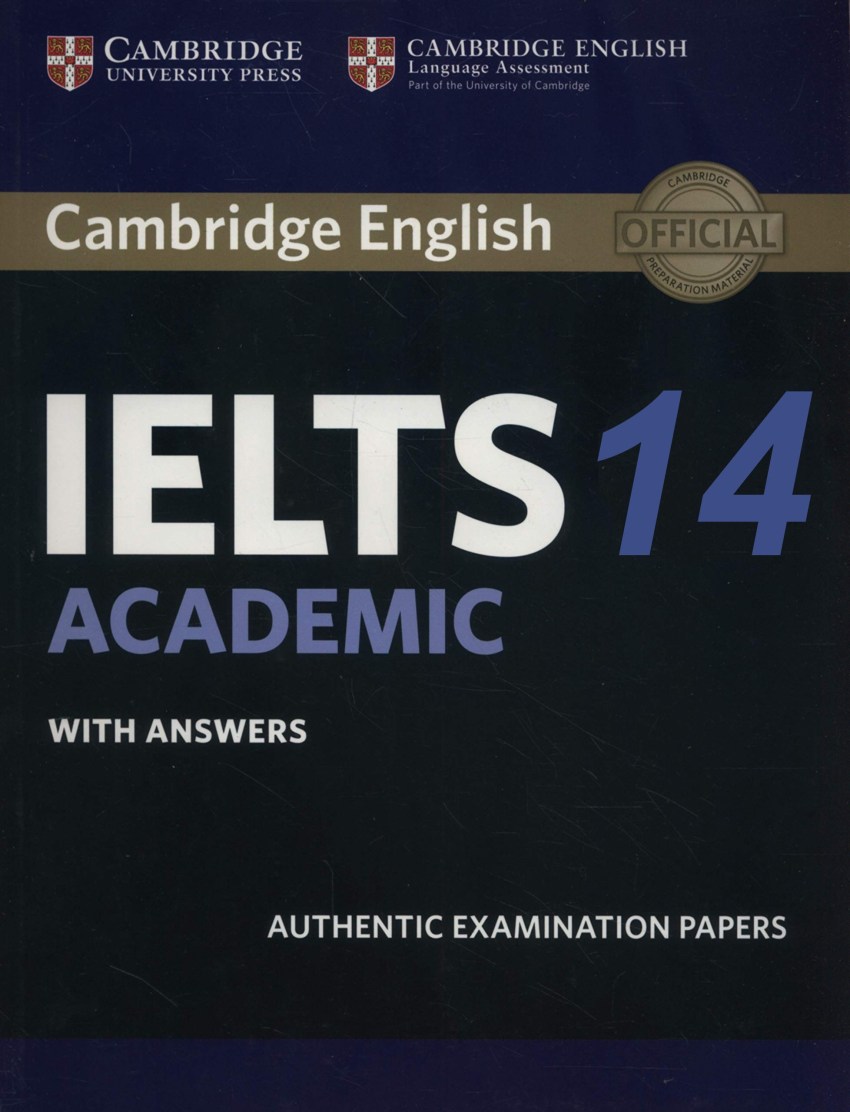 CAMBRIDGE
UNIVERSITY PRESS
CAMBRIDGE ENGLISH
Language Assessment
Part of the University of Cambridge
Cambridge English
CAMBRIDGE
OFFICIAL
PREPARATION MATERIAL
IELTS 14
ACADEMIC
WITH ANSWERS
AUTHENTIC EXAMINATION PAPERS